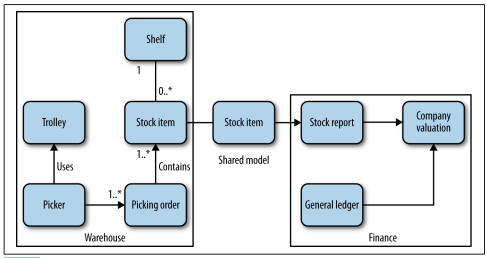 Shelf
1
0..*
Trolley
Stock item
Stock item
Stock report
Company
valuation
Shared model
1..*
Uses
Contains
1..*
Picker
Picking order
General ledger
Warehouse
Finance